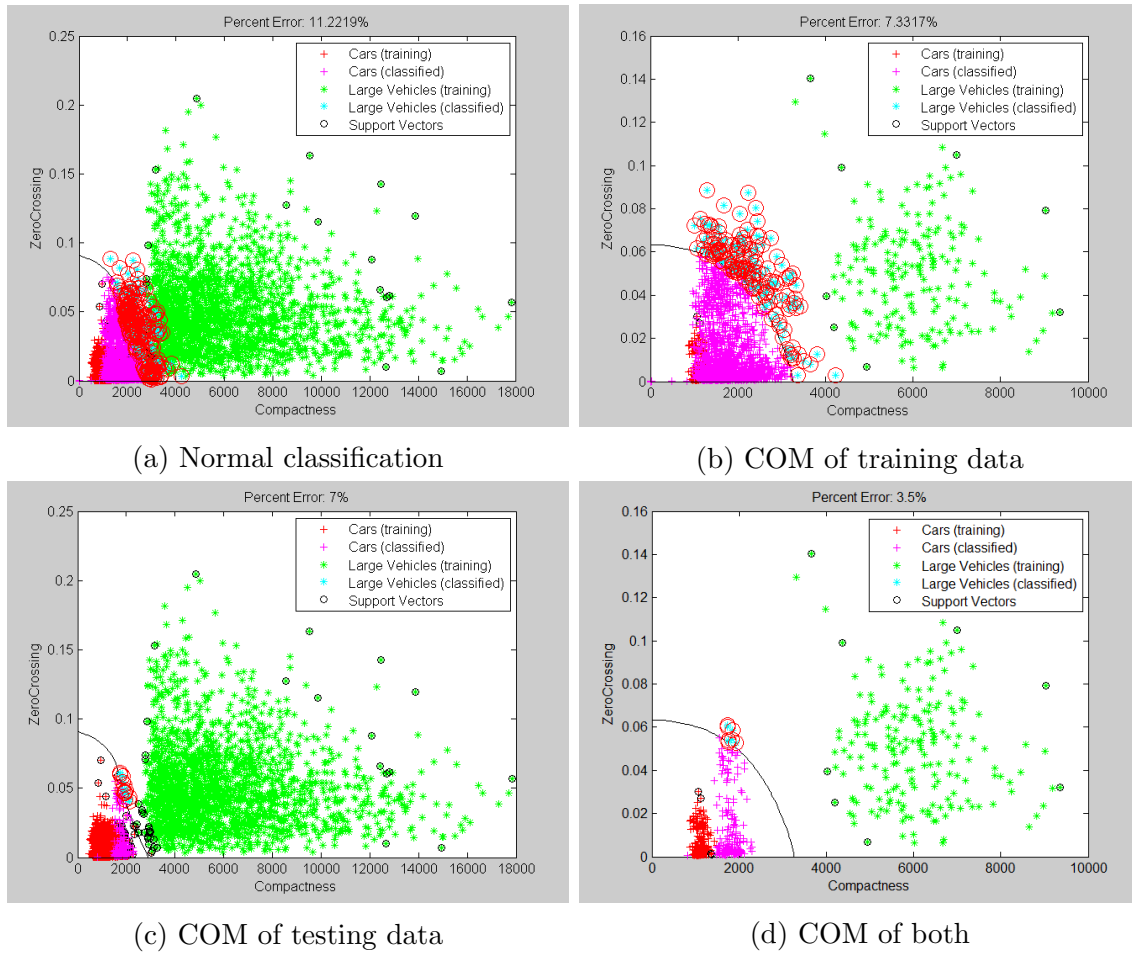 Percent Error: 11.2219%
0.25
0.2
0.15
0.1
0.05
0
ZeroCrossing
Cars (training)
Cars (classified)
Large Vehicles (training)
Large Vehicles (classified)
Support Vectors
0 2000 4000 6000 8000 10000 12000 14000 16000 18000
Compactness
(a) Normal classification
Percent Error: 7.3317%
0.16
0.14
0.12
0.1
0.08
0.06
0.04
0.02
0
ZeroCrossing
Cars (training)
Cars (classified)
Large Vehicles (training)
Large Vehicles (classified)
Support Vectors
0 2000 4000 6000 8000 10000
Compactness
(b) COM of training data
Percent Error: 7%
0.25
0.2
0.15
0.1
0.05
0
ZeroCrossing
Cars (training)
Cars (classified)
Large Vehicles (training)
Large Vehicles (classified)
Support Vectors
0 2000 4000 6000 8000 10000 12000 14000 16000 18000
Compactness
(c) COM of testing data
Percent Error: 3.5%
0.16
0.14
0.12
0.1
0.08
0.06
0.04
0.02
0
ZeroCrossing
Cars (training)
Cars (classified)
Large Vehicles (training)
Large Vehicles (classified)
Support Vectors
0 2000 4000 6000 8000 10000
Compactness
(d) COM of both